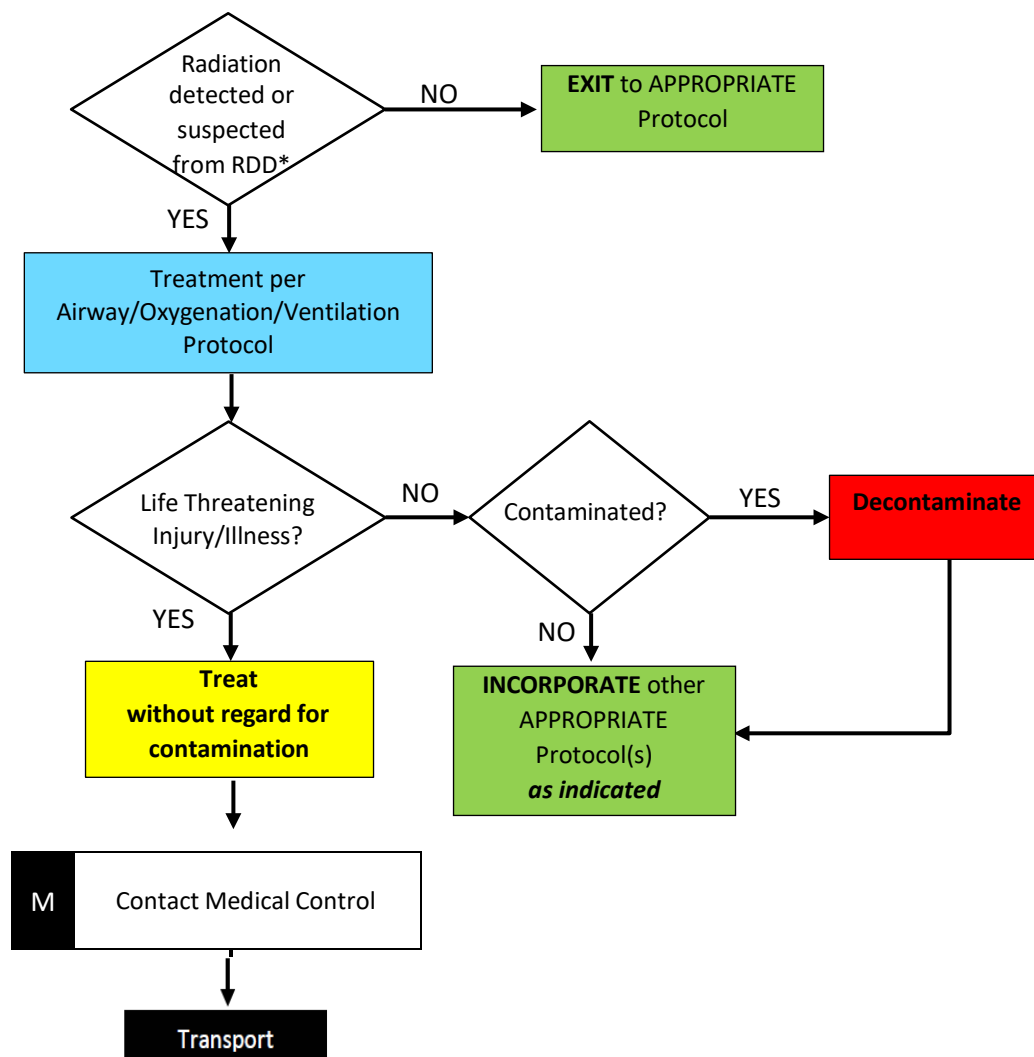 Radiation
detected or
suspected
from RDD*
NO
EXIT to APPROPRIATE
Protocol
YES
Treatment per
Airway/Oxygenation/Ventilation
Protocol
Life Threatening
Injury/Illness?
NO
Contaminated?
YES
Decontaminate
YES
NO
Treat
without regard for
contamination
INCORPORATE other
APPROPRIATE
Protocol(s)
as indicated
M
Contact Medical Control
Transport